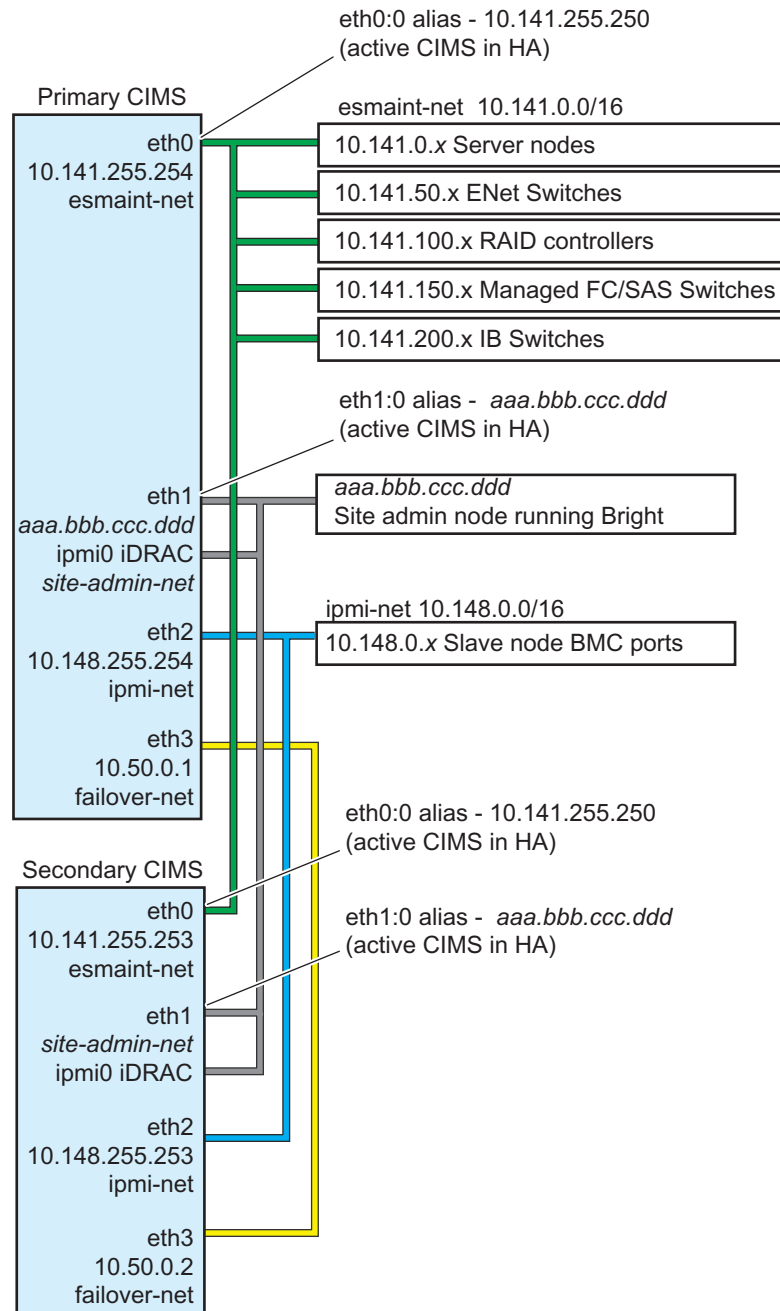 eth0:0 alias - 10.141.255.250
(active CIMS in HA)
Primary CIMS
esmaint-net 10.141.0.0/16
eth0
10.141.255.254
esmaint-net
10.141.0.x Server nodes
10.141.50.x ENet Switches
10.141.100.x RAID controllers
10.141.150.x Managed FC/SAS Switches
10.141.200.x IB Switches
eth1:0 alias - aaa.bbb.ccc.ddd
(active CIMS in HA)
eth1
aaa.bbb.ccc.ddd
ipmi0 iDRAC
site-admin-net
aaa.bbb.ccc.ddd
Site admin node running Bright
ipmi-net 10.148.0.0/16
eth2
10.148.255.254
ipmi-net
10.148.0.x Slave node BMC ports
eth3
10.50.0.1
failover-net
eth0:0 alias - 10.141.255.250
(active CIMS in HA)
Secondary CIMS
eth0
10.141.255.253
esmaint-net
eth1:0 alias - aaa.bbb.ccc.ddd
(active CIMS in HA)
eth1
site-admin-net
ipmi0 iDRAC
eth2
10.148.255.253
ipmi-net
eth3
10.50.0.2
failover-net